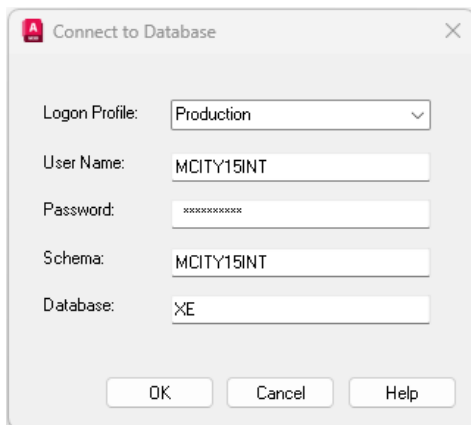 Connect to Database
Logon Profile: Production
User Name: MCITY15INT
Password: **********
Schema: MCITY15INT
Database: XE
OK Cancel Help